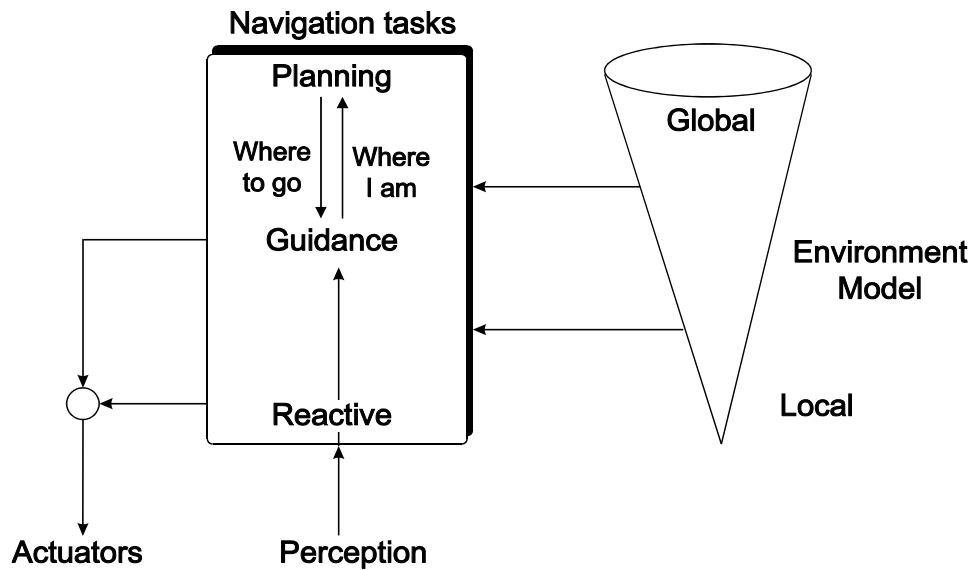 Navigation tasks
Planning
Global
Where
to go
Where
I am
Guidance
Environment
Model
Reactive
Local
Actuators
Perception